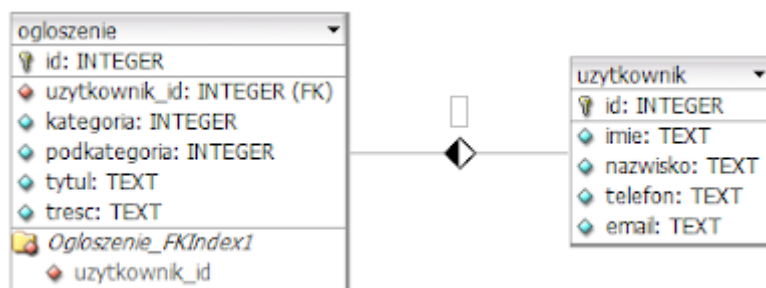 ogloszenie
id: INTEGER
uzytkownik_id: INTEGER (FK)
kategoria: INTEGER
podkategoria: INTEGER
tytul: TEXT
tresc: TEXT
Ogloszenie_FKIndex1
uzytkownik_id
uzytkownik
id: INTEGER
imie: TEXT
nazwisko: TEXT
telefon: TEXT
email: TEXT